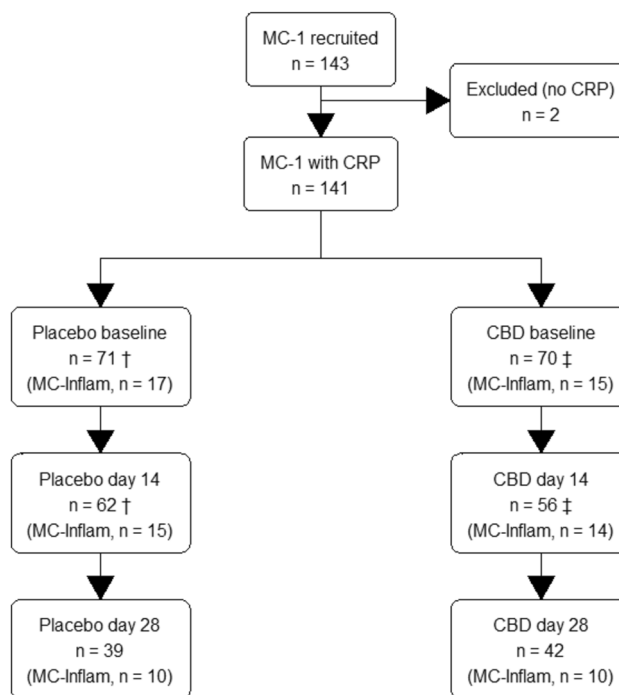 MC-1 recruited
n = 143
Excluded (no CRP)
n = 2
MC-1 with CRP
n = 141
Placebo baseline
n = 71 †
(MC-Inflam, n = 17)
CBD baseline
n = 70 ‡
(MC-Inflam, n = 15)
Placebo day 14
n = 62 †
(MC-Inflam, n = 15)
CBD day 14
n = 56 ‡
(MC-Inflam, n = 14)
Placebo day 28
n = 39
(MC-Inflam, n = 10)
CBD day 28
n = 42
(MC-Inflam, n = 10)